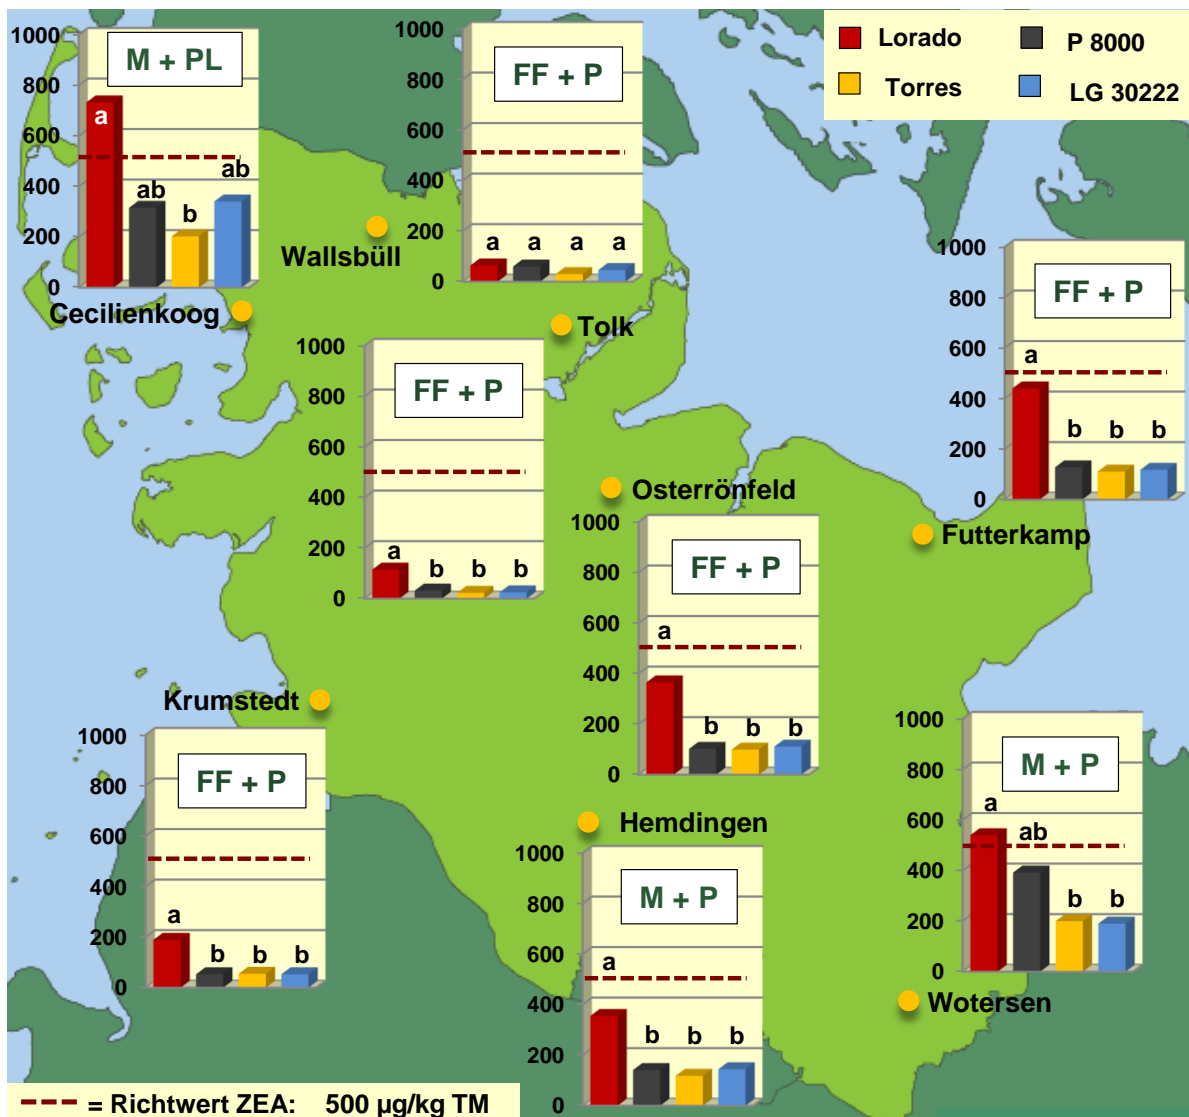 Lorado
P 8000
Torres
LG 30222
1000
800
600
400
200
0
M + PL
a
ab
b
ab
Cecilienkoog
1000
800
600
400
200
0
FF + P
a a a a
Wallsbüll
Tolk
1000
800
600
400
200
0
FF + P
a
b b b
1000
800
600
400
200
0
FF + P
a
b b b
Futterkamp
Osterrönfeld
1000
800
600
400
200
0
FF + P
a
b b b
Krumstedt
1000
800
600
400
200
0
FF + P
a
b b b
Hemdingen
1000
800
600
400
200
0
M + P
a
b b b
1000
800
600
400
200
0
M + P
a
ab
b b
Wotersen
= Richtwert ZEA: 500 µg/kg TM